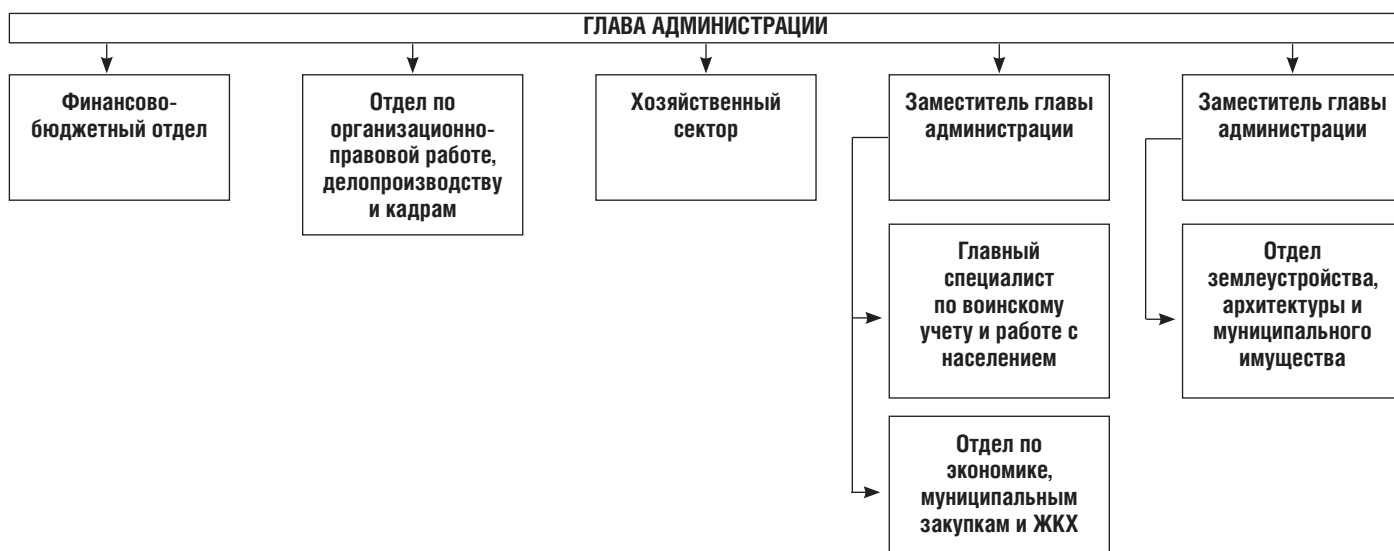 ГЛАВА АДМИНИСТРАЦИИ
Финансово-
бюджетный отдел
Отдел по
организационно-
правовой работе,
делопроизводству
и кадрам
Хозяйственный
сектор
Заместитель главы
администрации
Заместитель главы
администрации
Главный
специалист
по воинскому
учету и работе с
населением
Отдел
землеустройства,
архитектуры и
муниципального
имущества
Отдел по
экономике,
муниципальным
закупкам и ЖКХ